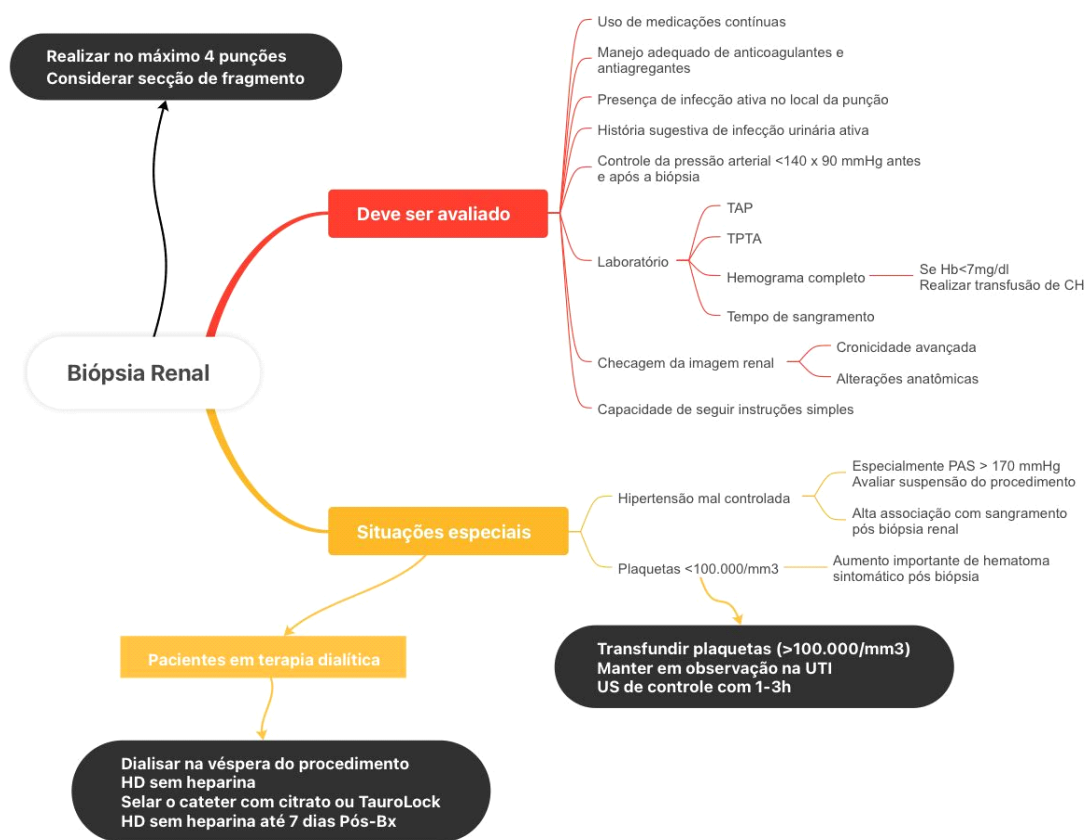 Realizar no máximo 4 punções
Considerar secção de fragmento
Biópsia Renal
Deve ser avaliado
Uso de medicações contínuas
Manejo adequado de anticoagulantes e
antiagregantes
Presença de infecção ativa no local da punção
História sugestiva de infecção urinária ativa
Controle da pressão arterial <140 x 90 mmHg antes
e após a biópsia
Laboratório
TAP
TPTA
Hemograma completo
Se Hb<7mg/dl
Realizar transfusão de CH
Tempo de sangramento
Checagem da imagem renal
Cronicidade avançada
Alterações anatômicas
Capacidade de seguir instruções simples
Situações especiais
Hipertensão mal controlada
Especialmente PAS > 170 mmHg
Avaliar suspensão do procedimento
Alta associação com sangramento
pós biópsia renal
Plaquetas <100.000/mm3
Aumento importante de hematoma
sintomático pós biópsia
Transfundir plaquetas (>100.000/mm3)
Manter em observação na UTI
US de controle com 1-3h
Pacientes em terapia dialítica
Dialisar na véspera do procedimento
HD sem heparina
Selar o cateter com citrato ou TauroLock
HD sem heparina até 7 dias Pós-Bx